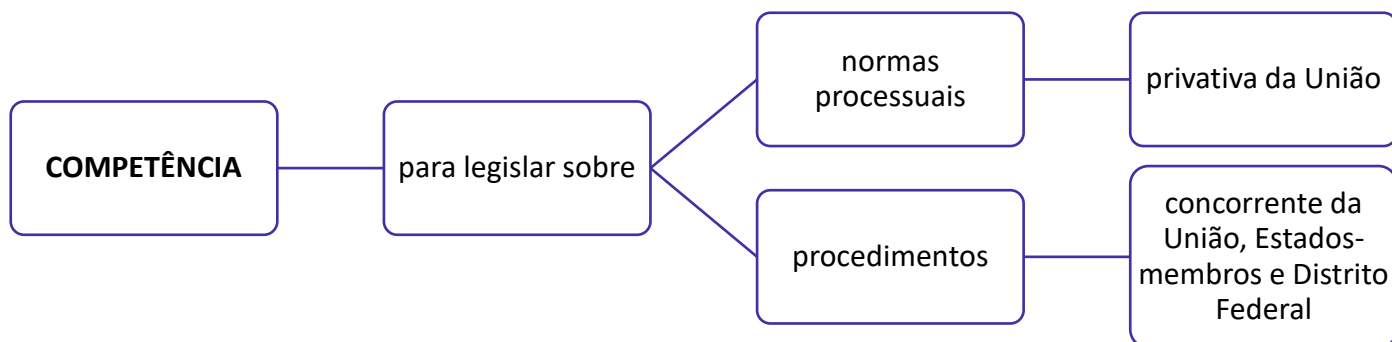 COMPETÊNCIA
para legislar sobre
normas
processuais
privativa da União
procedimentos
concorrente da
União, Estados-
membros e Distrito
Federal